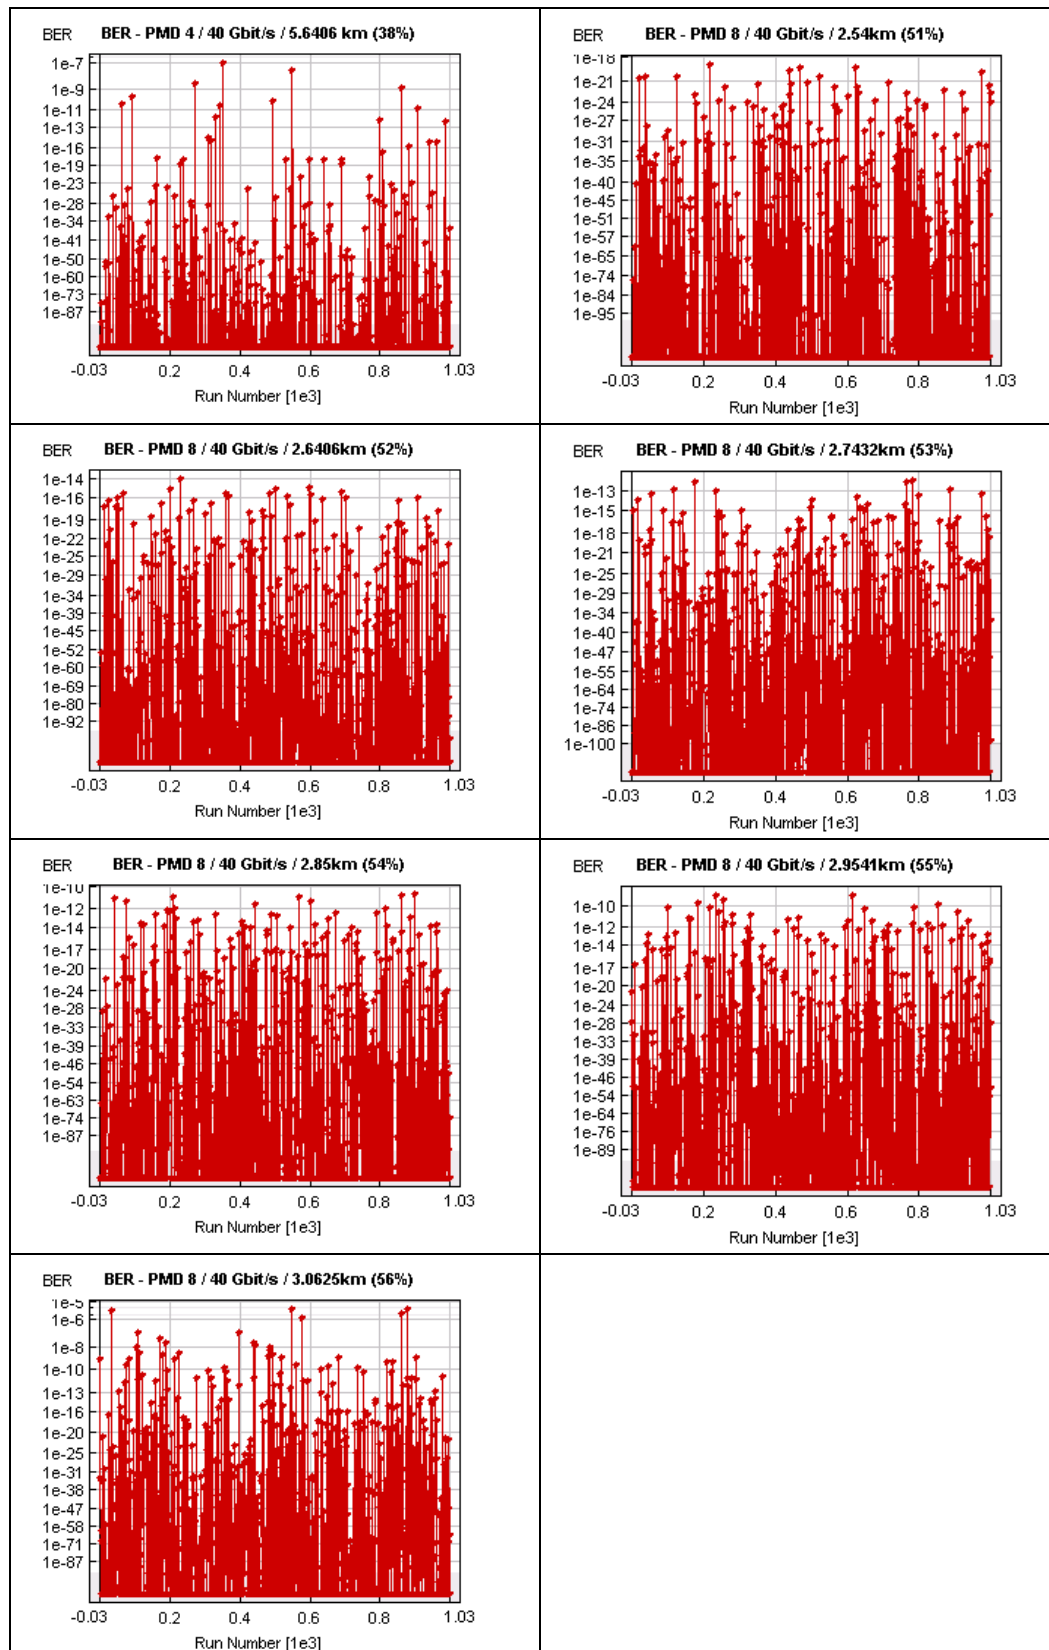 BER BER - PMD 4 / 40 Gbit/s / 5.6406 km (38%)
1e-7
1e-9
1e-11
1e-13
1e-16
1e-19
1e-23
1e-28
1e-34
1e-41
1e-50
1e-60
1e-73
1e-87
-0.03 0.2 0.4 0.6 0.8 1.03
Run Number [1e3]
BER BER - PMD 8 / 40 Gbit/s / 2.54km (51%)
1e-18
1e-21
1e-24
1e-27
1e-31
1e-35
1e-40
1e-45
1e-51
1e-57
1e-65
1e-74
1e-84
1e-95
-0.03 0.2 0.4 0.6 0.8 1.03
Run Number [1e3]
BER BER - PMD 8 / 40 Gbit/s / 2.6406km (52%)
1e-14
1e-16
1e-19
1e-22
1e-25
1e-29
1e-34
1e-39
1e-45
1e-52
1e-60
1e-69
1e-80
1e-92
-0.03 0.2 0.4 0.6 0.8 1.03
Run Number [1e3]
BER BER - PMD 8 / 40 Gbit/s / 2.7432km (53%)
1e-13
1e-15
1e-18
1e-21
1e-25
1e-29
1e-34
1e-40
1e-47
1e-55
1e-64
1e-74
1e-86
1e-100
-0.03 0.2 0.4 0.6 0.8 1.03
Run Number [1e3]
BER BER - PMD 8 / 40 Gbit/s / 2.85km (54%)
1e-10
1e-12
1e-14
1e-17
1e-20
1e-24
1e-28
1e-33
1e-39
1e-46
1e-54
1e-63
1e-74
1e-87
-0.03 0.2 0.4 0.6 0.8 1.03
Run Number [1e3]
BER BER - PMD 8 / 40 Gbit/s / 2.9541km (55%)
1e-10
1e-12
1e-14
1e-17
1e-20
1e-24
1e-28
1e-33
1e-39
1e-46
1e-54
1e-64
1e-76
1e-89
-0.03 0.2 0.4 0.6 0.8 1.03
Run Number [1e3]
BER BER - PMD 8 / 40 Gbit/s / 3.0625km (56%)
1e-5
1e-6
1e-8
1e-10
1e-13
1e-16
1e-20
1e-25
1e-31
1e-38
1e-47
1e-58
1e-71
1e-87
-0.03 0.2 0.4 0.6 0.8 1.03
Run Number [1e3]